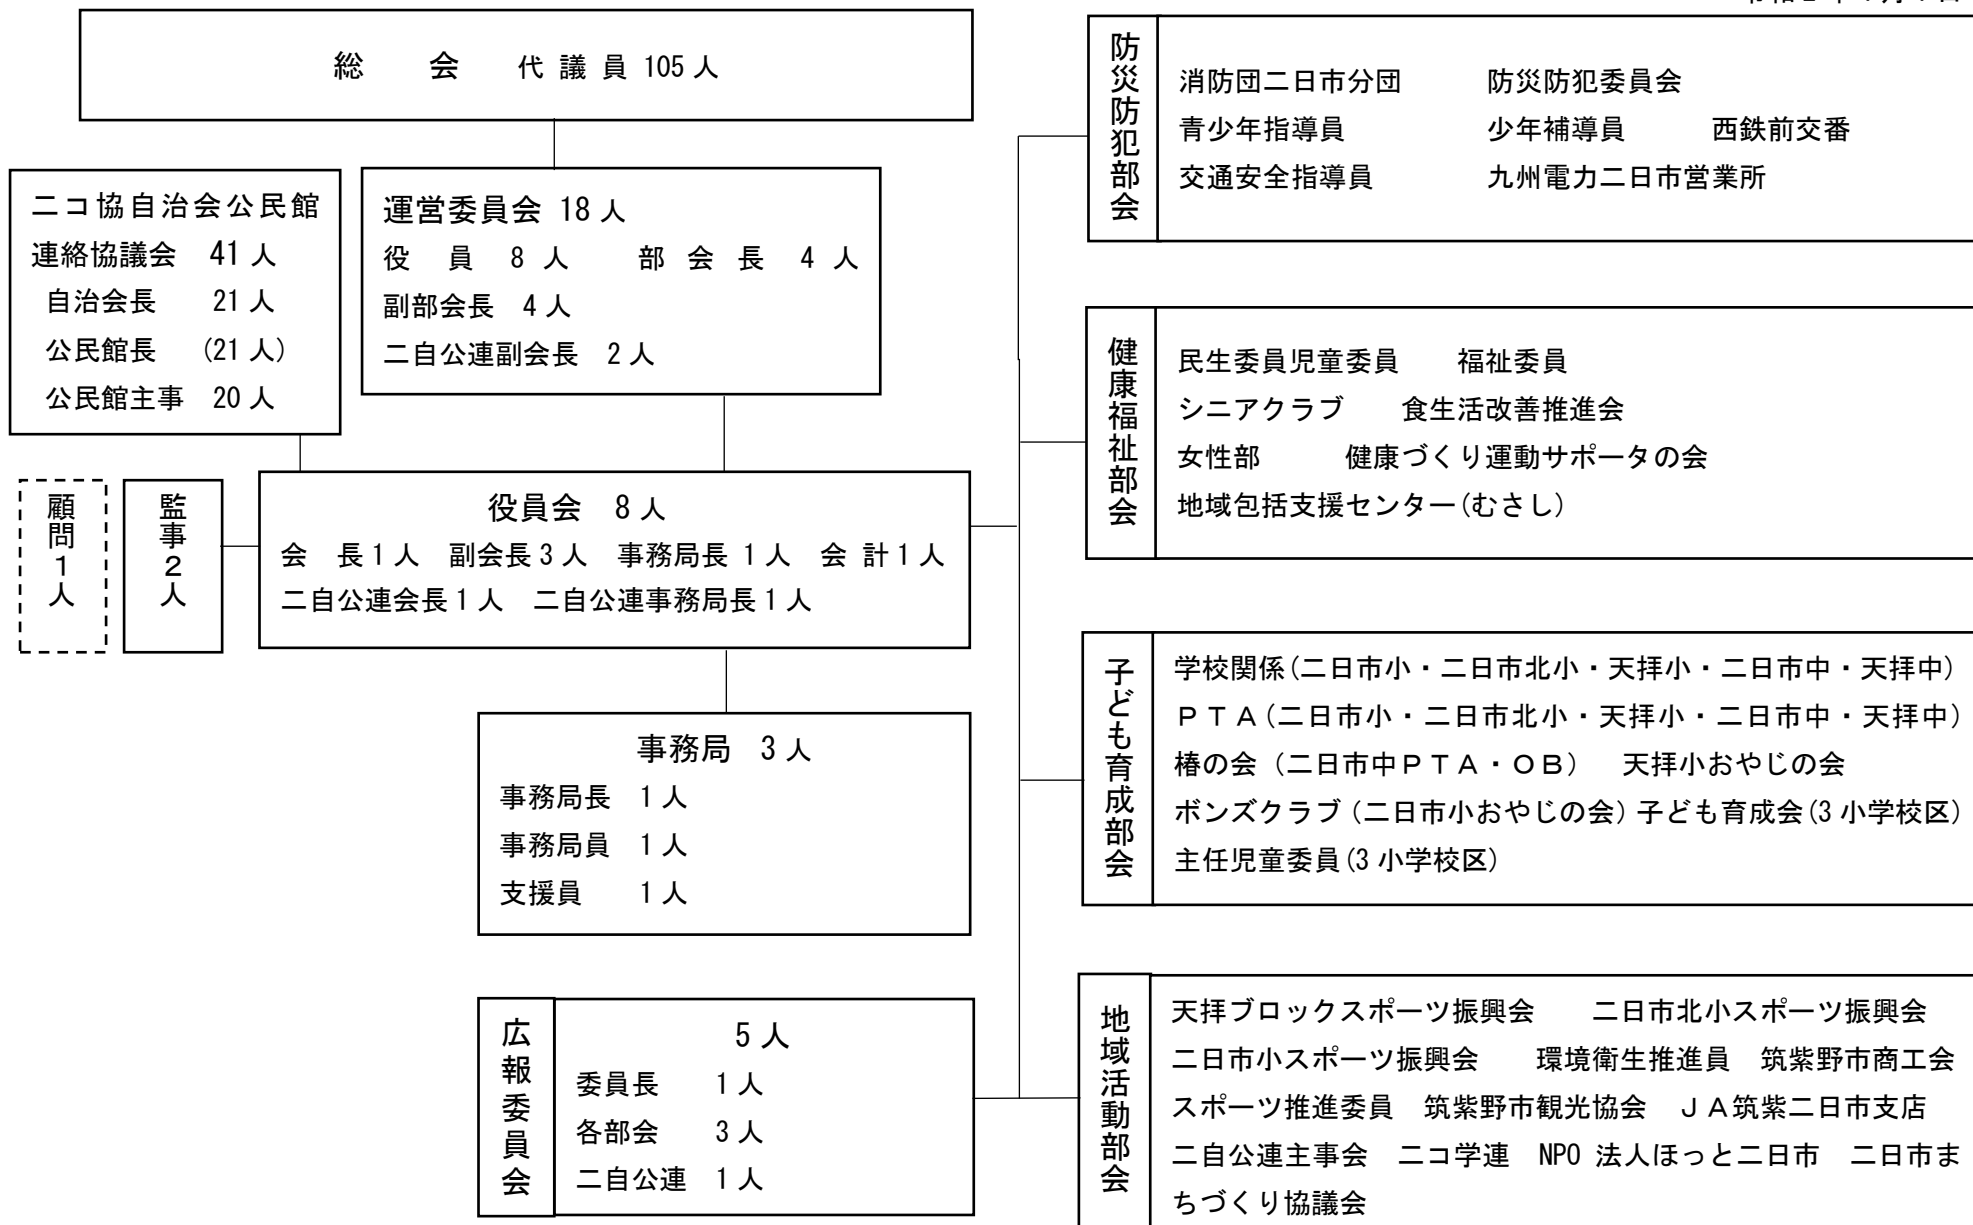 総 会 代 議 員 105 人
二コ協自治会公民館
連絡協議会 41 人
自治会長 21 人
公民館長 (21 人)
公民館主事 20 人
運営委員会 18 人
役 員 8 人 部 会 長 4 人
副部会長 4 人
二自公連副会長 2 人
顧問1人
監事2人
役員会 8 人
会 長 1 人 副会長 3 人 事務局長 1 人 会 計 1 人
二自公連会長 1 人 二自公連事務局長 1 人
事務局 3 人
事務局長 1 人
事務局員 1 人
支援員 1 人
広報委員会
5 人
委員長 1 人
各部会 3 人
二自公連 1 人
防災防犯部会
消防団二日市分団 防災防犯委員会
青少年指導員 少年補導員 西鉄前交番
交通安全指導員 九州電力二日市営業所
健康福祉部会
民生委員児童委員 福祉委員
シニアクラブ 食生活改善推進会
女性部 健康づくり運動サポータの会
地域包括支援センター(むさし)
子ども育成部会
学校関係(二日市小・二日市北小・天拝小・二日市中・天拝中)
ＰＴＡ(二日市小・二日市北小・天拝小・二日市中・天拝中)
椿の会 (二日市中ＰＴＡ・ＯＢ) 天拝小おやじの会
ボンズクラブ(二日市小おやじの会)子ども育成会(3 小学校区)
主任児童委員(3 小学校区)
地域活動部会
天拝ブロックスポーツ振興会 二日市北小スポーツ振興会
二日市小スポーツ振興会 環境衛生推進員 筑紫野市商工会
スポーツ推進委員 筑紫野市観光協会 ＪＡ筑紫二日市支店
二自公連主事会 二コ学連 NPO 法人ほっと二日市 二日市ま
ちづくり協議会